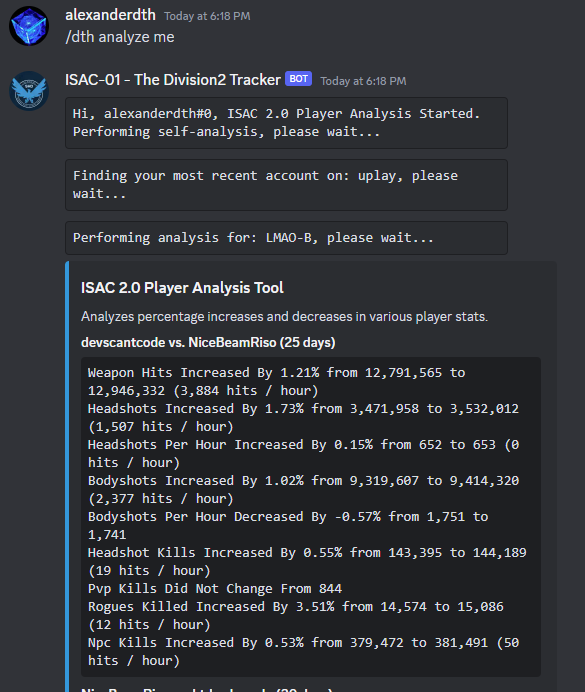 alexanderdth Today at 6:18 PM
/dth analyze me
ISAC-01 - The Division2 Tracker BOT Today at 6:18 PM
Hi, alexanderdth#0, ISAC 2.0 Player Analysis Started.
Performing self-analysis, please wait...
Finding your most recent account on: uplay, please
wait...
Performing analysis for: LMAO-B, please wait...
ISAC 2.0 Player Analysis Tool
Analyzes percentage increases and decreases in various player stats.
devscantcode vs. NiceBeamRiso (25 days)
Weapon Hits Increased By 1.21% from 12,791,565 to
12,946,332 (3,884 hits / hour)
Headshots Increased By 1.73% from 3,471,958 to 3,532,012
(1,507 hits / hour)
Headshots Per Hour Increased By 0.15% from 652 to 653 (0
hits / hour)
Bodyshots Increased By 1.02% from 9,319,607 to 9,414,320
(2,377 hits / hour)
Bodyshots Per Hour Decreased By -0.57% from 1,751 to
1,741
Headshot Kills Increased By 0.55% from 143,395 to 144,189
(19 hits / hour)
Pvp Kills Did Not Change From 844
Rogues Killed Increased By 3.51% from 14,574 to 15,086
(12 hits / hour)
Npc Kills Increased By 0.53% from 379,472 to 381,491 (50
hits / hour)